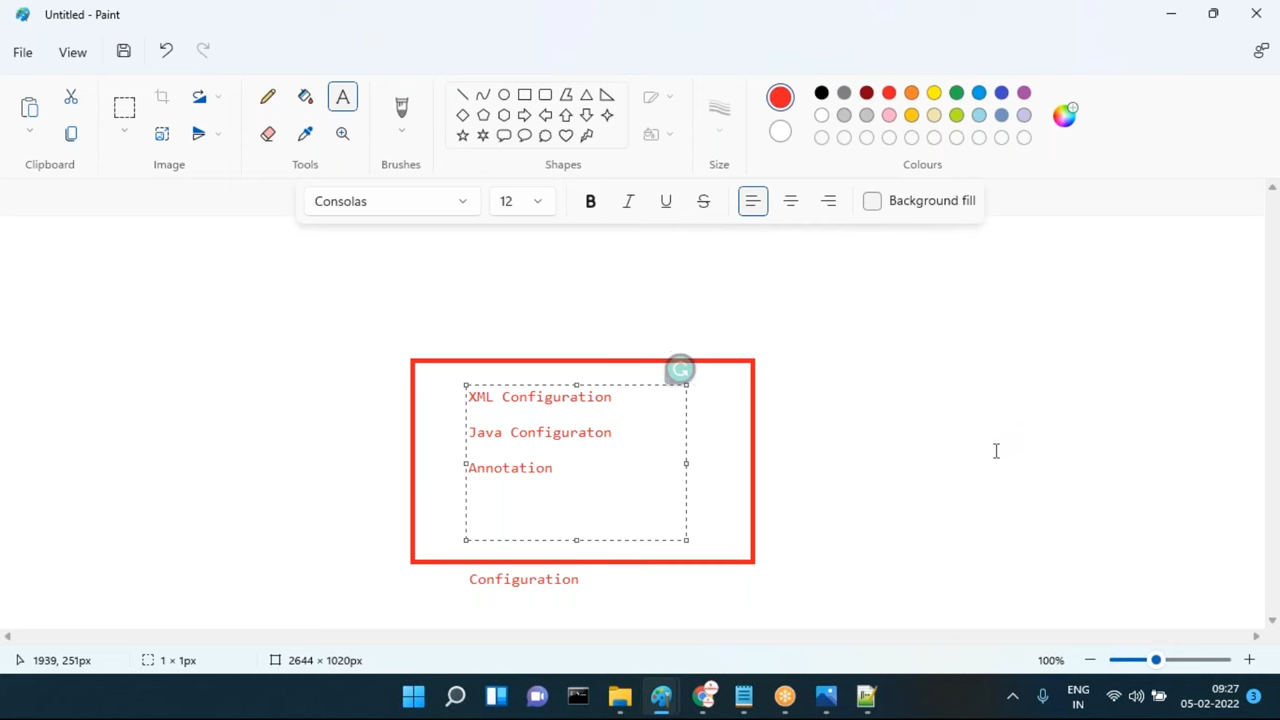 Untitled - Paint
File View
Clipboard
Image
Tools
Brushes
Shapes
Size
Colours
Consolas
12
B I U S
Background fill
XML Configuration
Java Configuraton
Annotation
Configuration
1939, 251px
1 × 1px
2644 × 1020px
100%
ENG
IN
09:27
05-02-2022
3